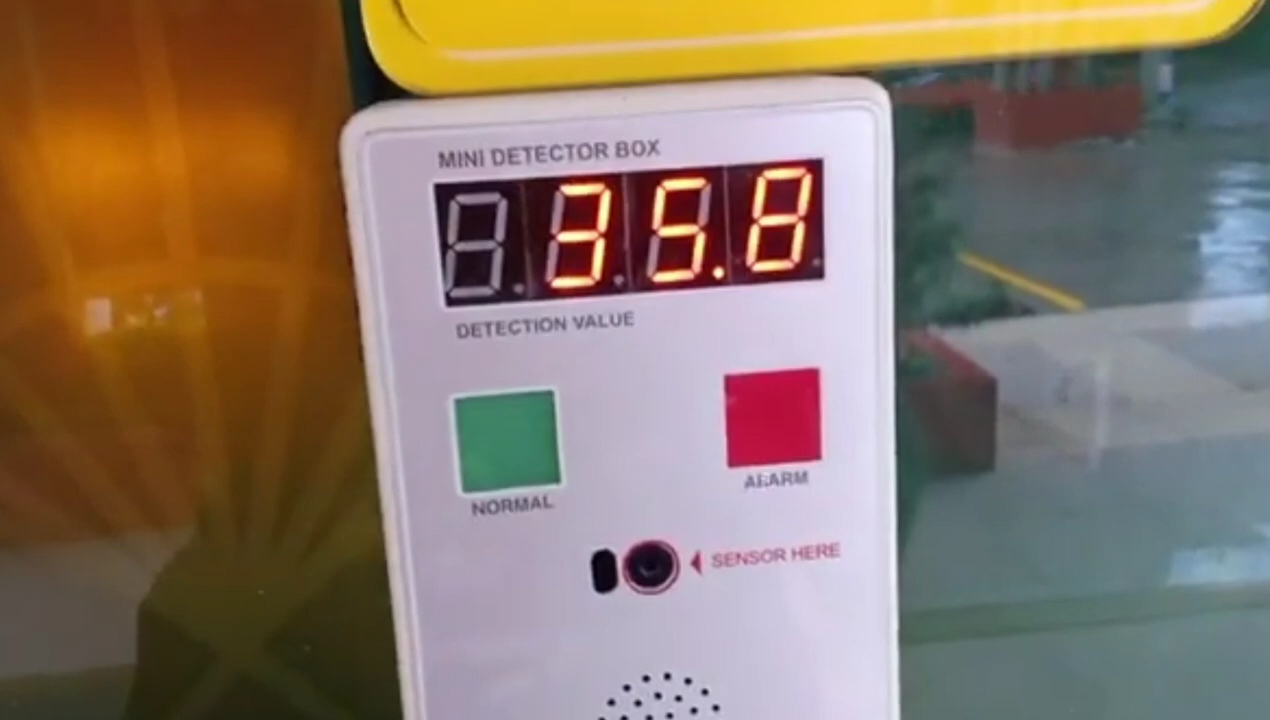 MINI DETECTOR BOX
35.8
DETECTION VALUE
NORMAL
ALARM
SENSOR HERE